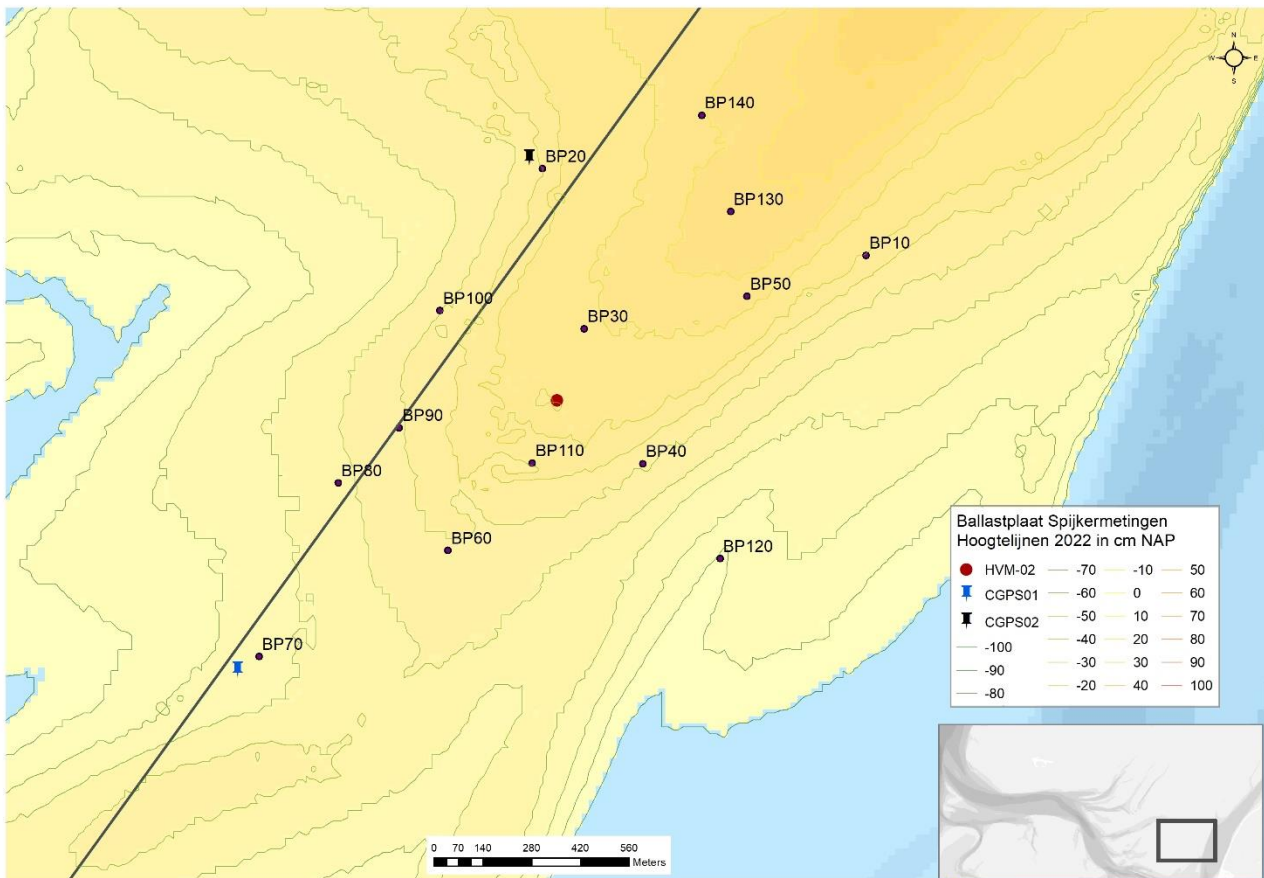 N
W E
S
BP140
BP20
BP130
BP10
BP50
BP100
BP30
BP90
BP110
BP40
BP80
BP60
BP120
BP70
Ballastplaat Spijkermetingen
Hoogtelijnen 2022 in cm NAP
HVM-02 -70 -10 50
CGPS01 -60 0 60
CGPS02 -50 10 70
-100 -40 20 80
-90 -30 30 90
-80 -20 40 100
0 70 140 280 420 560
Meters